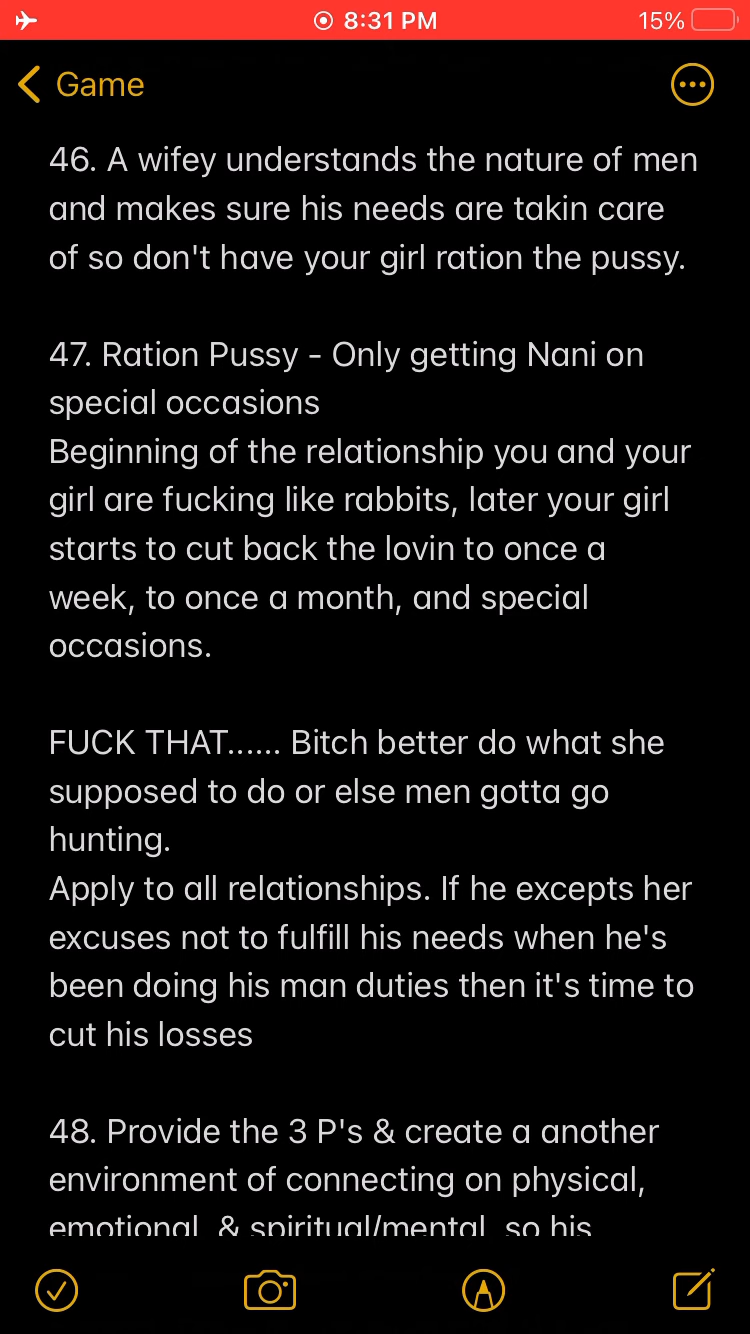 8:31 PM
15%
Game
46. A wifey understands the nature of men
and makes sure his needs are takin care
of so don't have your girl ration the pussy.
47. Ration Pussy - Only getting Nani on
special occasions
Beginning of the relationship you and your
girl are fucking like rabbits, later your girl
starts to cut back the lovin to once a
week, to once a month, and special
occasions.
FUCK THAT...... Bitch better do what she
supposed to do or else men gotta go
hunting.
Apply to all relationships. If he excepts her
excuses not to fulfill his needs when he's
been doing his man duties then it's time to
cut his losses
48. Provide the 3 P's & create a another
environment of connecting on physical,
emotional, & spiritual/mental, so his